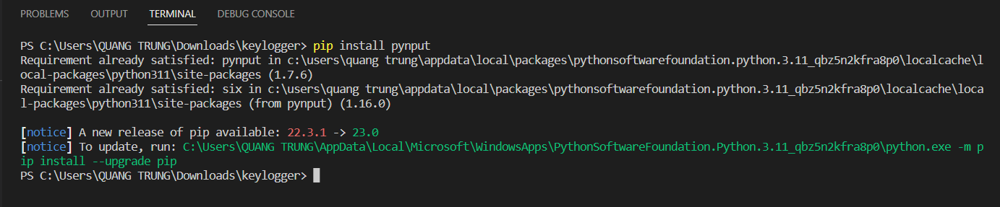 PROBLEMS OUTPUT TERMINAL DEBUG CONSOLE
PS C:\Users\QUANG TRUNG\Downloads\keylogger> pip install pynput
Requirement already satisfied: pynput in c:\users\quang trung\appdata\local\packages\pythonsoftwarefoundation.python.3.11_qbz5n2kfra8p0\localcache\l
ocal-packages\python311\site-packages (1.7.6)
Requirement already satisfied: six in c:\users\quang trung\appdata\local\packages\pythonsoftwarefoundation.python.3.11_qbz5n2kfra8p0\localcache\loca
l-packages\python311\site-packages (from pynput) (1.16.0)
[notice] A new release of pip available: 22.3.1 -> 23.0
[notice] To update, run: C:\Users\QUANG TRUNG\AppData\Local\Microsoft\WindowsApps\PythonSoftwareFoundation.Python.3.11_qbz5n2kfra8p0\python.exe -m p
ip install --upgrade pip
PS C:\Users\QUANG TRUNG\Downloads\keylogger>